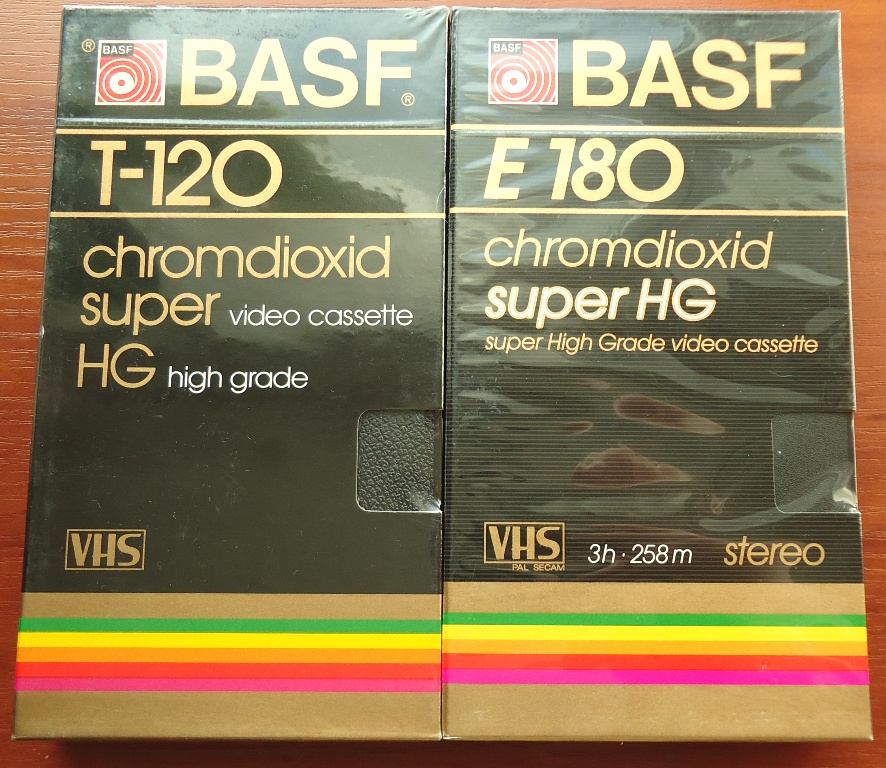 ® BASF BASF ®
T-120
chromdioxid
super video cassette
HG high grade
VHS
BASF BASF
E 180
chromdioxid
super HG
super High Grade video cassette
VHS 3h · 258 m stereo
PAL SECAM